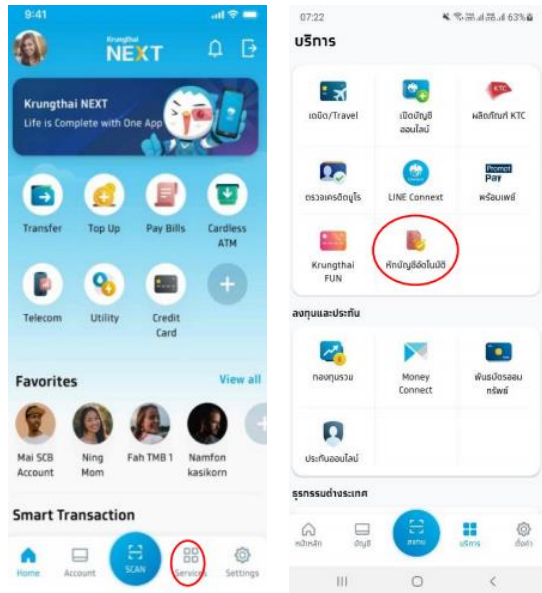 9:41
Krungthai
NEXT
Krungthai NEXT
Life is Complete with One App
Transfer
Top Up
Pay Bills
Cardless
ATM
Telecom
Utility
Credit
Card
Favorites
View all
Mai SCB
Account
Ning
Mom
Fah TMB 1
Namfon
kasikorn
Smart Transaction
Home
Account
SCAN
Services
Settings
07:22
63%
บริการ
เดบิต/Travel
เปิดบัญชี
ออนไลน์
KTC
ผลิตภัณฑ์ KTC
ตรวจเครดิตบูโร
LINE Connext
Prompt
Pay
พร้อมเพย์
Krungthai
FUN
หักบัญชีอัตโนมัติ
ลงทุนและประกัน
กองทุนรวม
Money
Connect
พันธบัตรออม
ทรัพย์
ประกันออนไลน์
ธุรกรรมต่างประเทศ
หน้าหลัก
บัญชี
สแกน
บริการ
ตั้งค่า